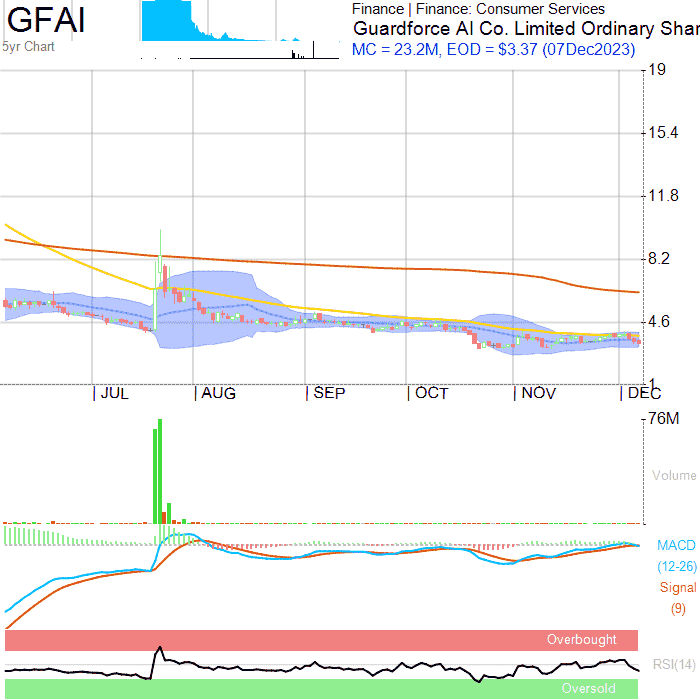 GFAI
5yr Chart
Finance | Finance: Consumer Services
Guardforce AI Co. Limited Ordinary Shar
MC = 23.2M, EOD = $3.37 (07Dec2023)
19
15.4
11.8
8.2
4.6
1
JUL AUG SEP OCT NOV DEC
76M
Volume
MACD
(12-26)
Signal
(9)
Overbought
RSI(14)
Oversold